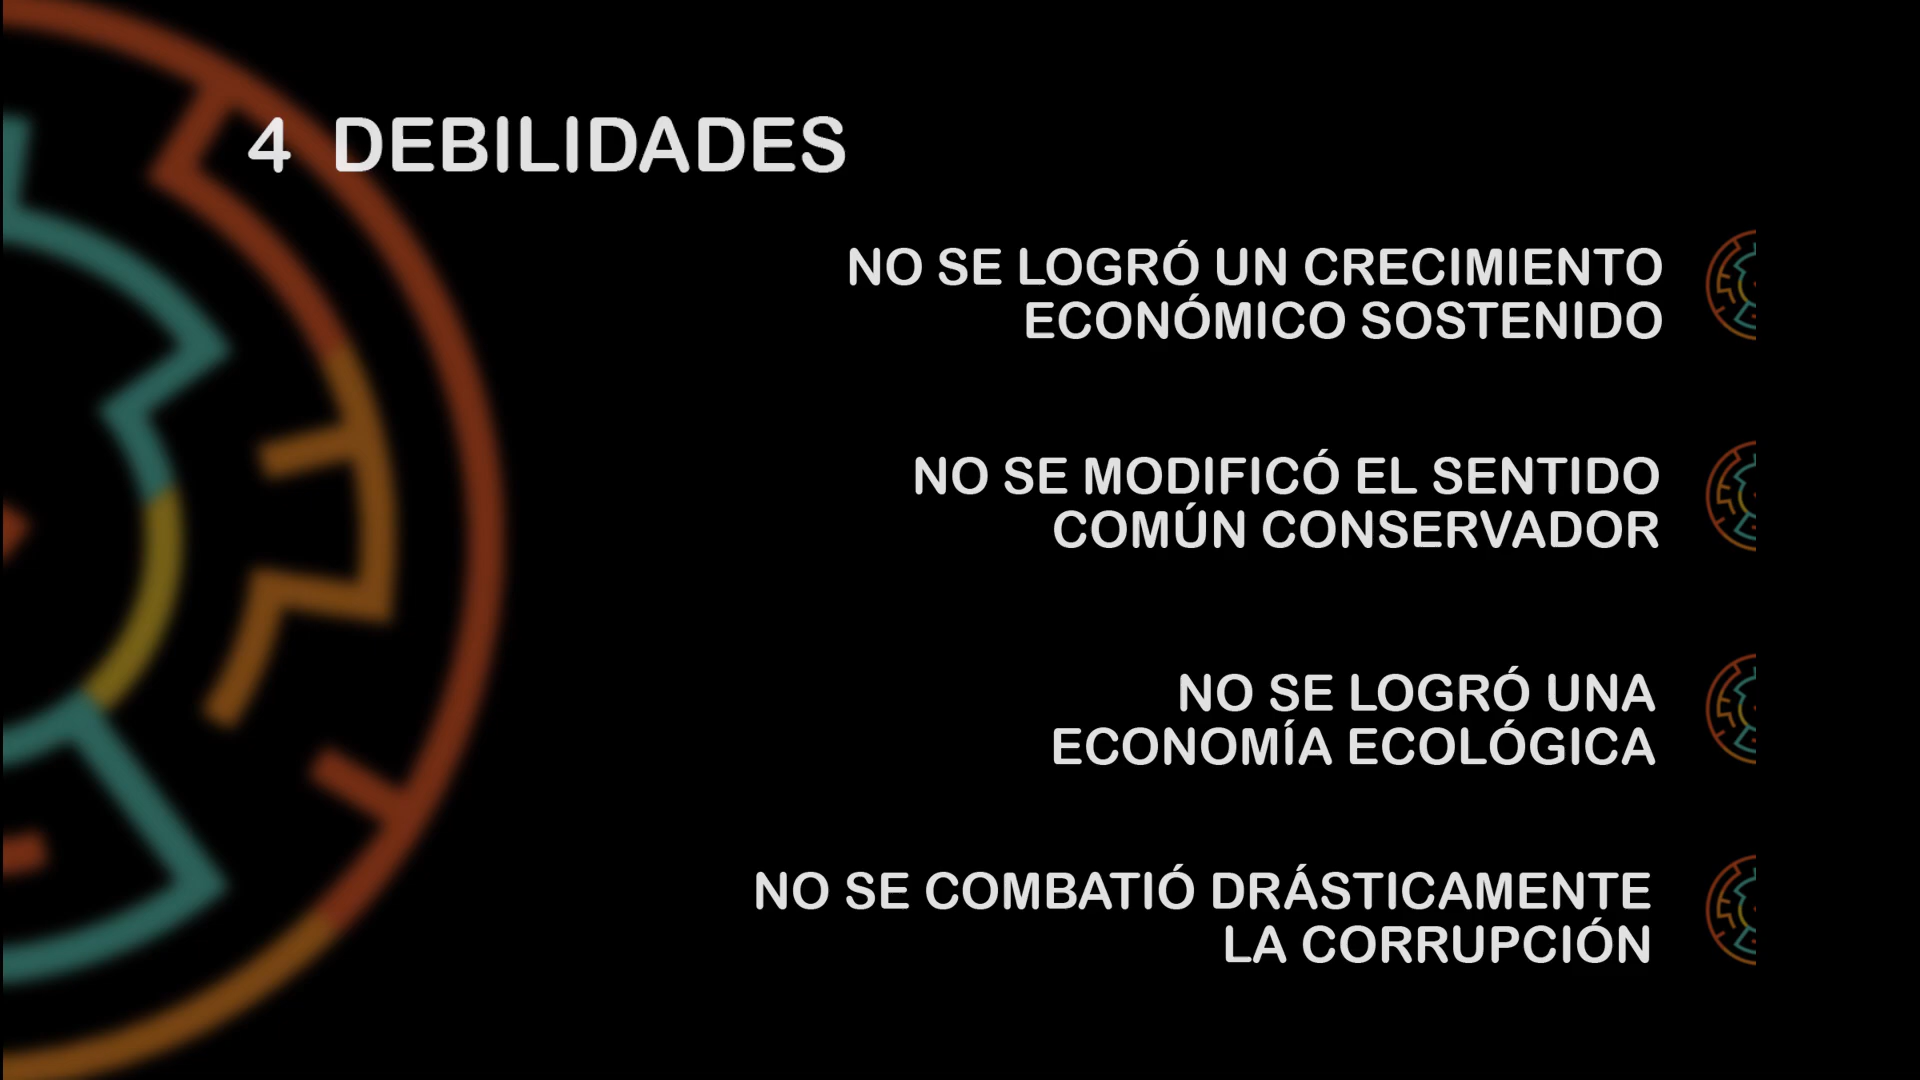 4 DEBILIDADES
NO SE LOGRÓ UN CRECIMIENTO
ECONÓMICO SOSTENIDO
NO SE MODIFICÓ EL SENTIDO
COMÚN CONSERVADOR
NO SE LOGRÓ UNA
ECONOMÍA ECOLÓGICA
NO SE COMBATIÓ DRÁSTICAMENTE
LA CORRUPCIÓN